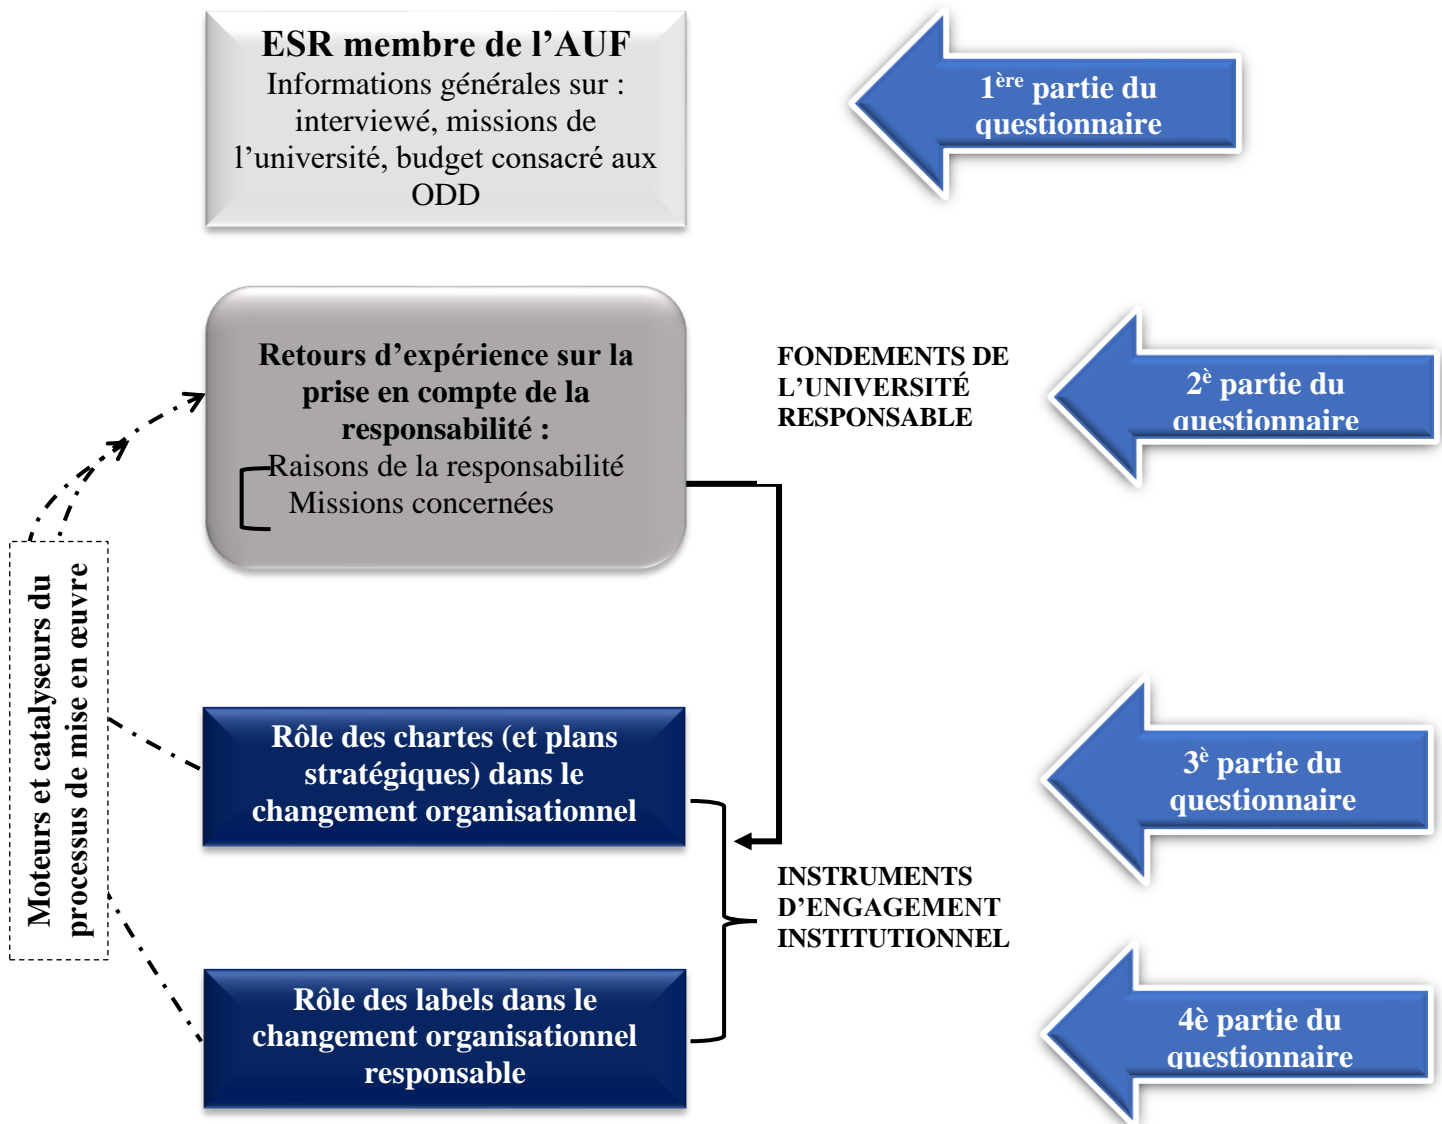 ESR membre de l’AUF
Informations générales sur :
interviewé, missions de
l’université, budget consacré aux
ODD
1ère partie du
questionnaire
Retours d’expérience sur la
prise en compte de la
responsabilité :
Raisons de la responsabilité
Missions concernées
FONDEMENTS DE
L’UNIVERSITÉ
RESPONSABLE
2è partie du
questionnaire
Moteurs et catalyseurs du
processus de mise en œuvre
Rôle des chartes (et plans
stratégiques) dans le
changement organisationnel
3è partie du
questionnaire
INSTRUMENTS
D’ENGAGEMENT
INSTITUTIONNEL
Rôle des labels dans le
changement organisationnel
responsable
4è partie du
questionnaire